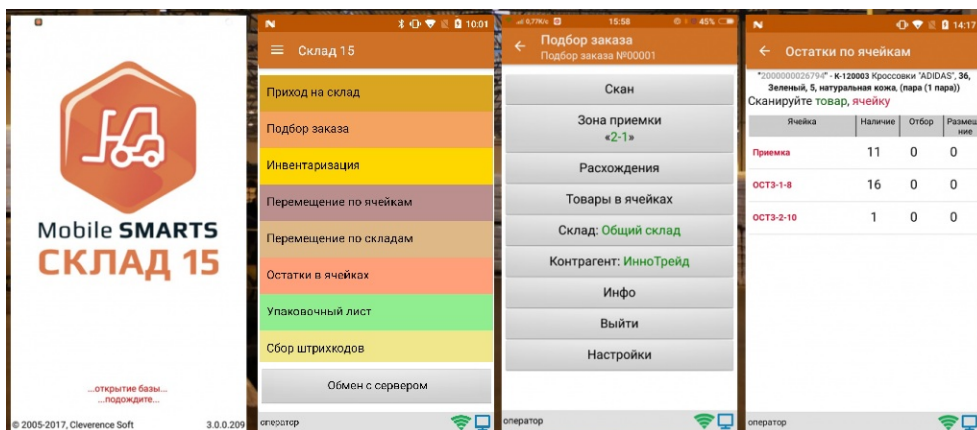 Mobile SMARTS
СКЛАД 15
...открытие базы...
...подождите...
© 2005-2017, Cleverence Soft
3.0.0.209
10:01
Склад 15
Приход на склад
Подбор заказа
Инвентаризация
Перемещение по ячейкам
Перемещение по складам
Остатки в ячейках
Упаковочный лист
Сбор штрихкодов
Обмен с сервером
оператор
0,77K/s
15:58
45%
Подбор заказа
Подбор заказа №00001
Скан
Зона приемки
«2-1»
Расхождения
Товары в ячейках
Склад: Общий склад
Контрагент: ИнноТрейд
Инфо
Выйти
Настройки
оператор
14:17
Остатки по ячейкам
"2000000026794" - К-120003 Кроссовки "ADIDAS", 36,
Зеленый, 5, натуральная кожа, (пара (1 пара))
Сканируйте товар, ячейку
Ячейка Наличие Отбор Размеще
ние
Приемка 11 0 0
ОСТ3-1-8 16 0 0
ОСТ3-2-10 1 0 0
оператор